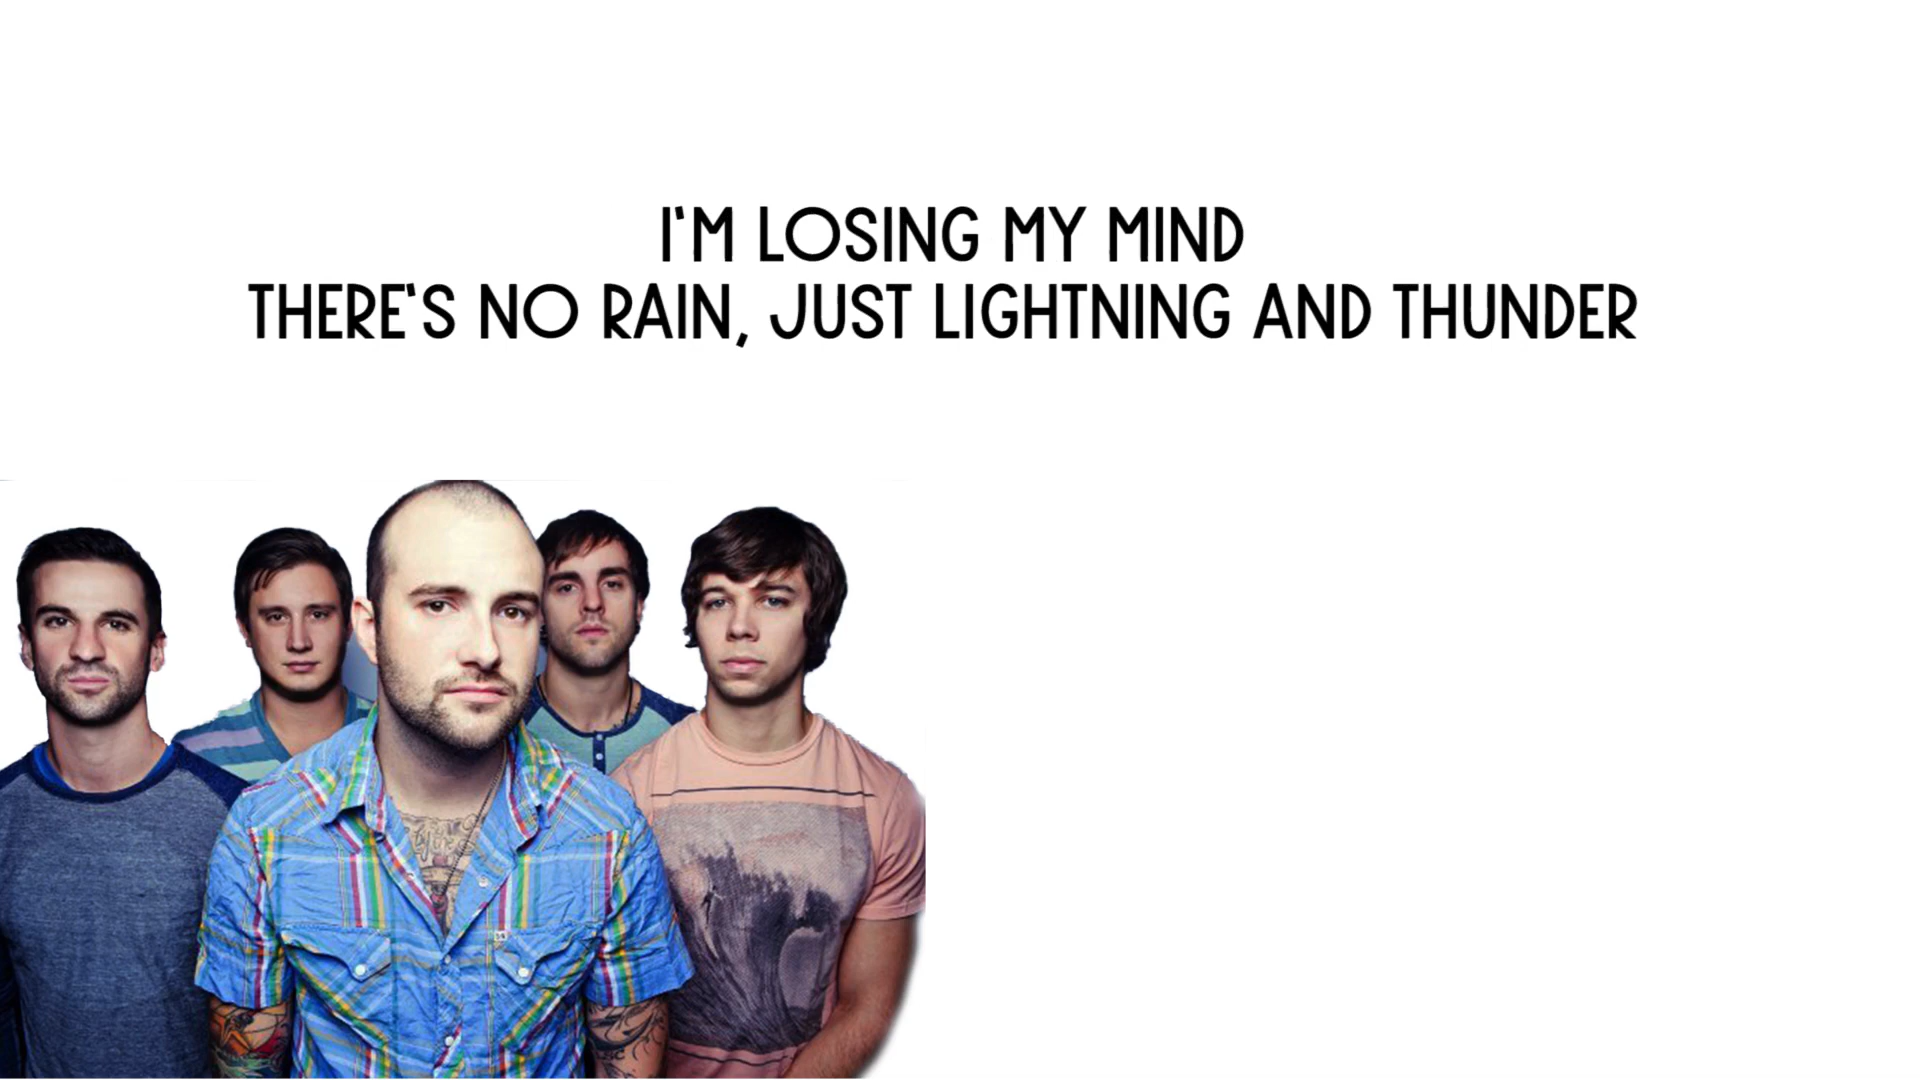 I'M LOSING MY MIND
THERE'S NO RAIN, JUST LIGHTNING AND THUNDER